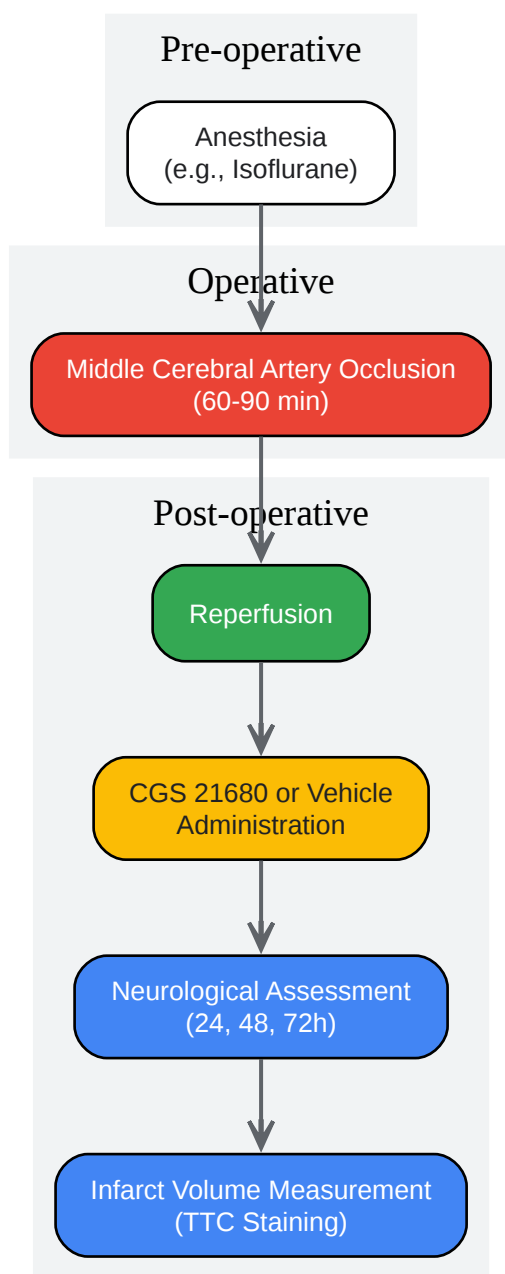 Pre-operative
Anesthesia
(e.g., Isoflurane)
Operative
Middle Cerebral Artery Occlusion
(60-90 min)
Post-operative
Reperfusion
CGS 21680 or Vehicle
Administration
Neurological Assessment
(24, 48, 72h)
Infarct Volume Measurement
(TTC Staining)